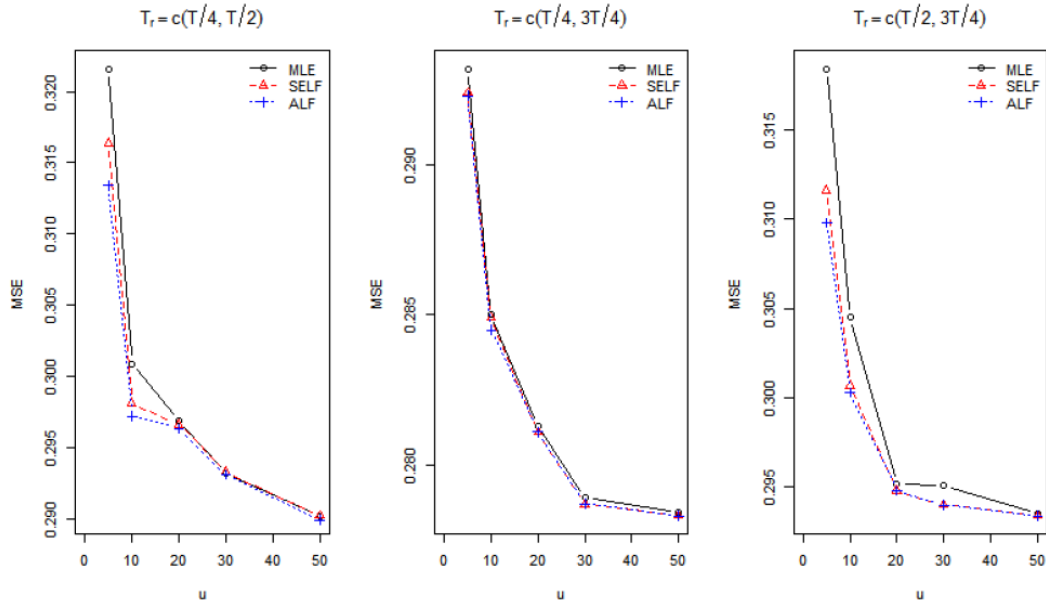 T_r = c(T/4, T/2)
MSE
0.320
0.315
0.310
0.305
0.300
0.295
0.290
MLE
SELF
ALF
0 10 20 30 40 50
u
T_r = c(T/4, 3T/4)
MSE
0.290
0.285
0.280
MLE
SELF
ALF
0 10 20 30 40 50
u
T_r = c(T/2, 3T/4)
MSE
0.315
0.310
0.305
0.300
0.295
MLE
SELF
ALF
0 10 20 30 40 50
u